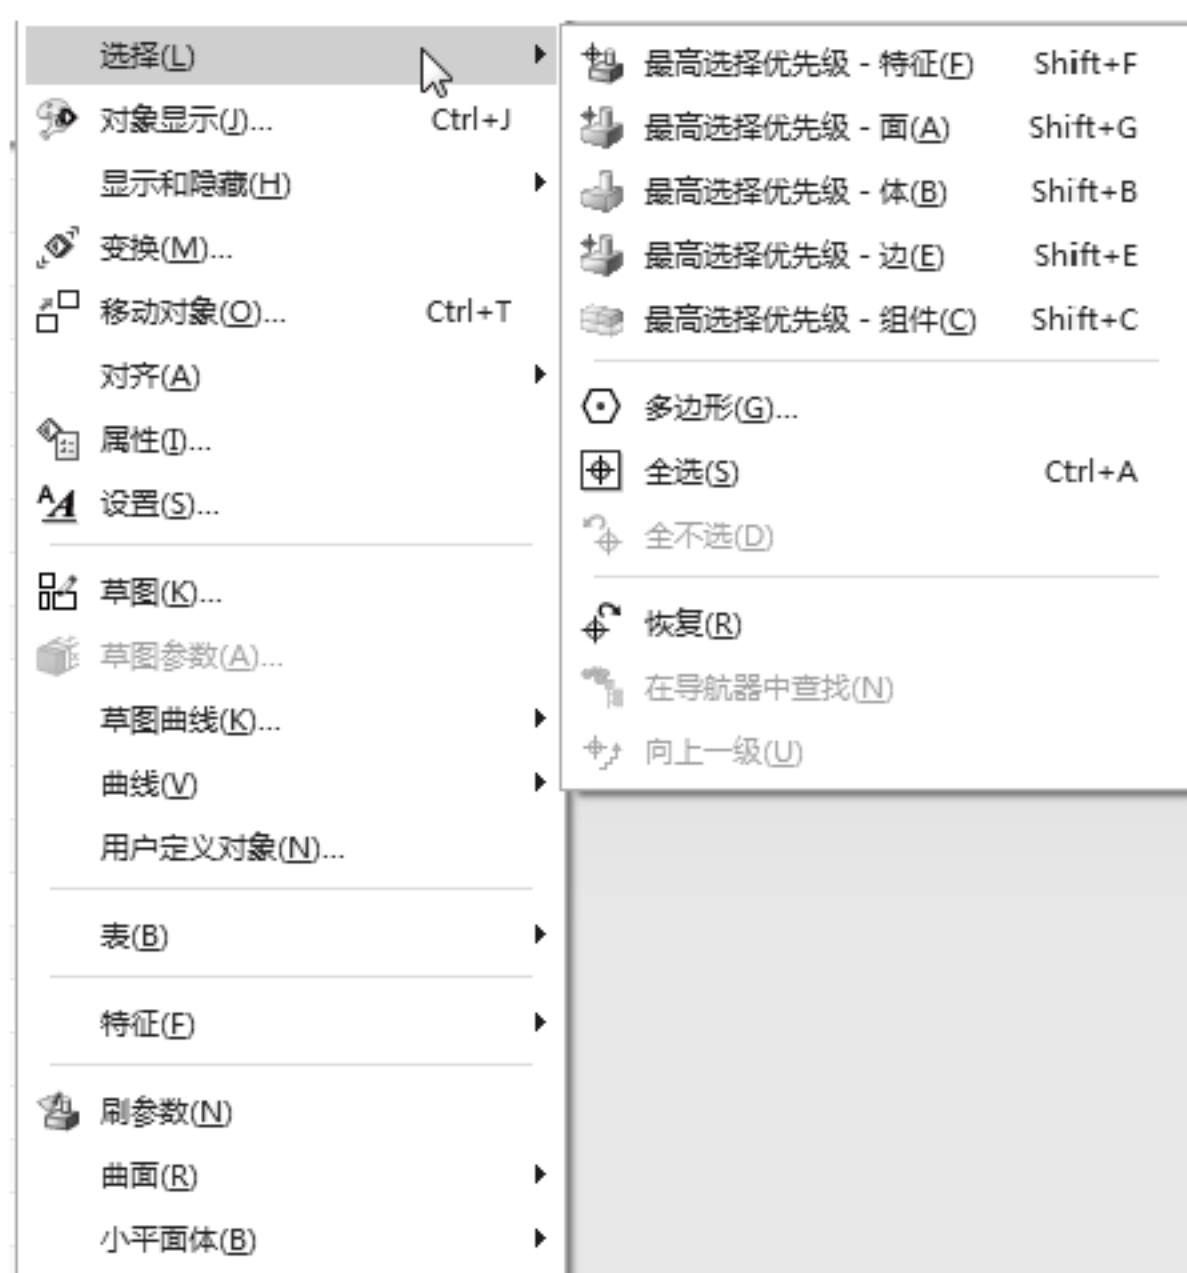 选择(L)
对象显示(J)... Ctrl+J
显示和隐藏(H)
变换(M)...
移动对象(O)... Ctrl+T
对齐(A)
属性(I)...
设置(S)...
草图(K)...
草图参数(A)...
草图曲线(K)...
曲线(V)
用户定义对象(N)...
表(B)
特征(F)
刷参数(N)
曲面(R)
小平面体(B)
最高选择优先级 - 特征(F) Shift+F
最高选择优先级 - 面(A) Shift+G
最高选择优先级 - 体(B) Shift+B
最高选择优先级 - 边(E) Shift+E
最高选择优先级 - 组件(C) Shift+C
多边形(G)...
全选(S) Ctrl+A
全不选(D)
恢复(R)
在导航器中查找(N)
向上一级(U)